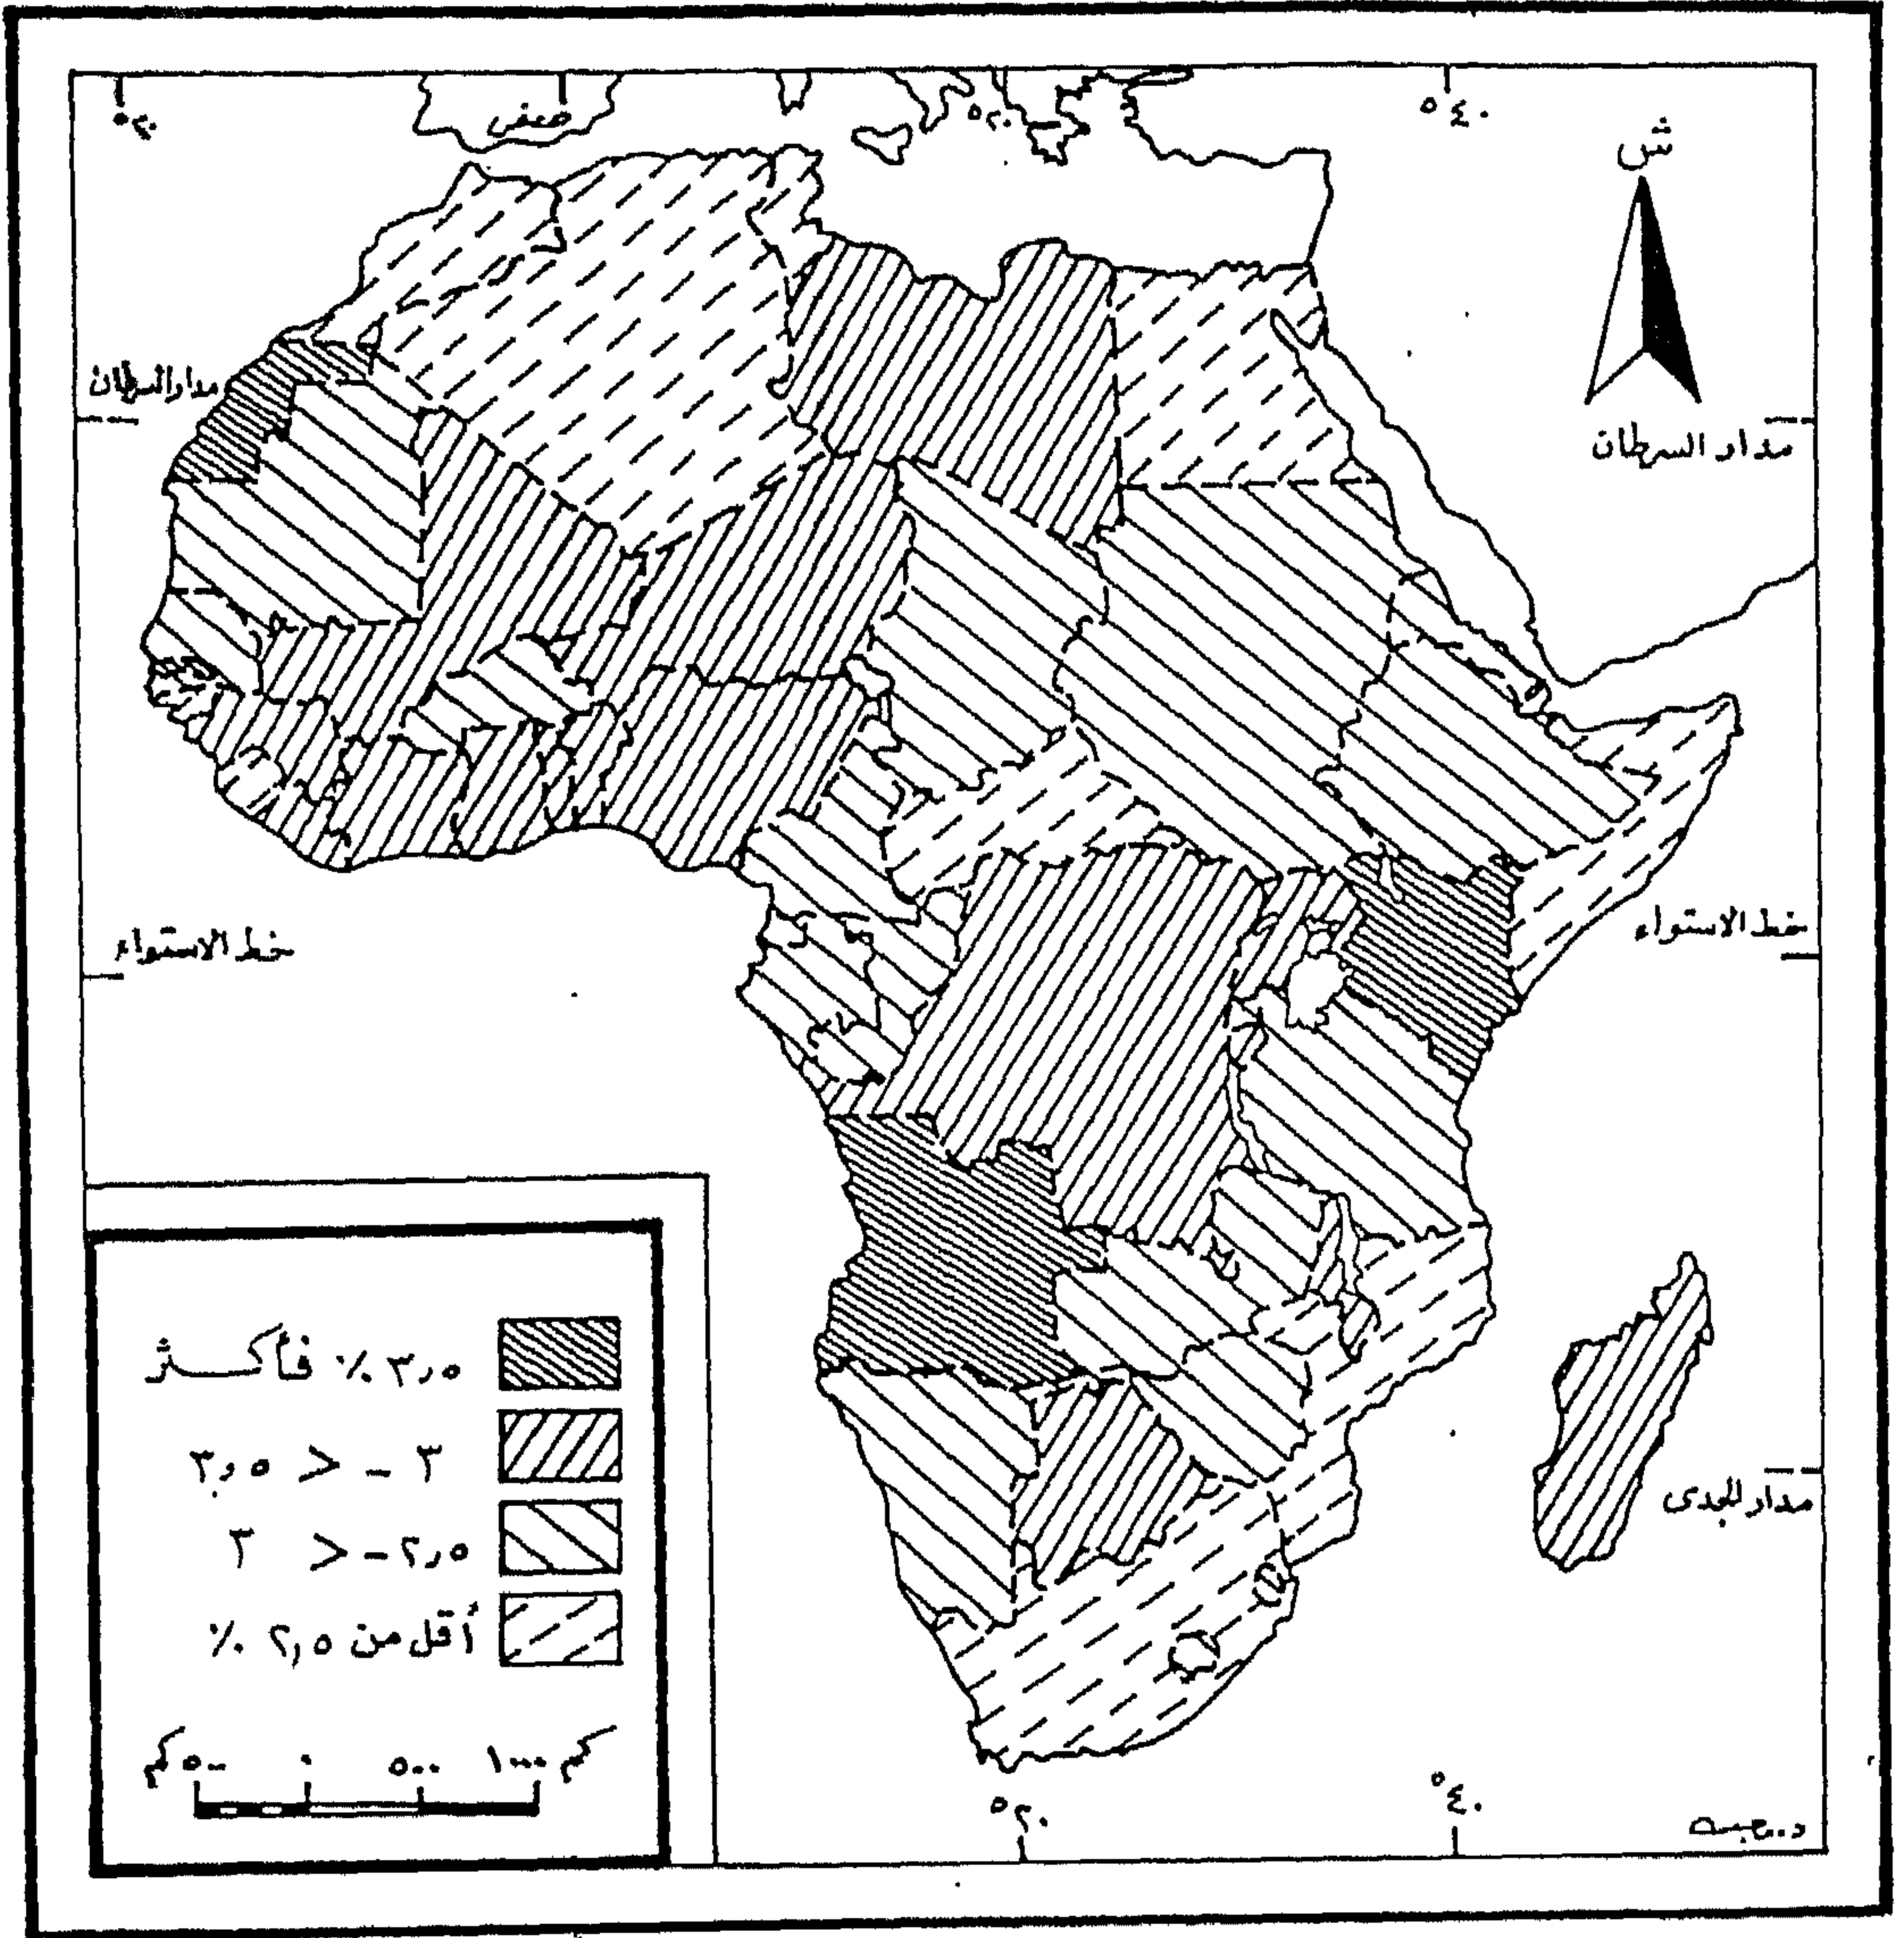 °٢٠ صفر °٢٠ °٤٠
ش
مدار السرطان
مدار السرطان
خط الاستواء
خط الاستواء
مدار الجدى
٣٫٥ ٪ فأكثر
٣ - < ٣٫٥
٢٫٥ - < ٣
أقل من ٢٫٥ ٪
كم ١٠٠٠ ٥٠٠ ٠ ٥٠٠ كم
°٢٠ °٤٠